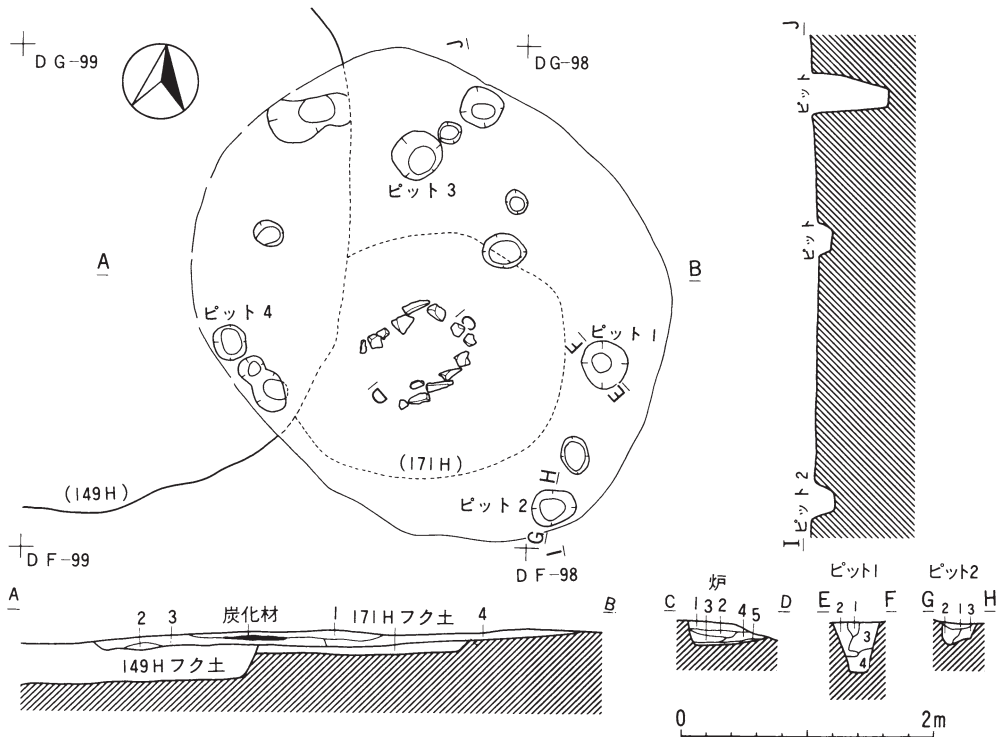 DG-99
J
DG-98
J
ピット
ピット3
A
B
ピット
ピット4
C
F
ピット1
D
E
(171H)
H
(149H)
ピット2
ピット2
G
I
I
DF-99
DF-98
ピット1
ピット2
炉
A
2 3 炭化材 1 171Hフク土 4
B
C 1 3 2 4 5 D
E 2 1 F
3
4
G 2 1 3 H
149Hフク土
0 2m